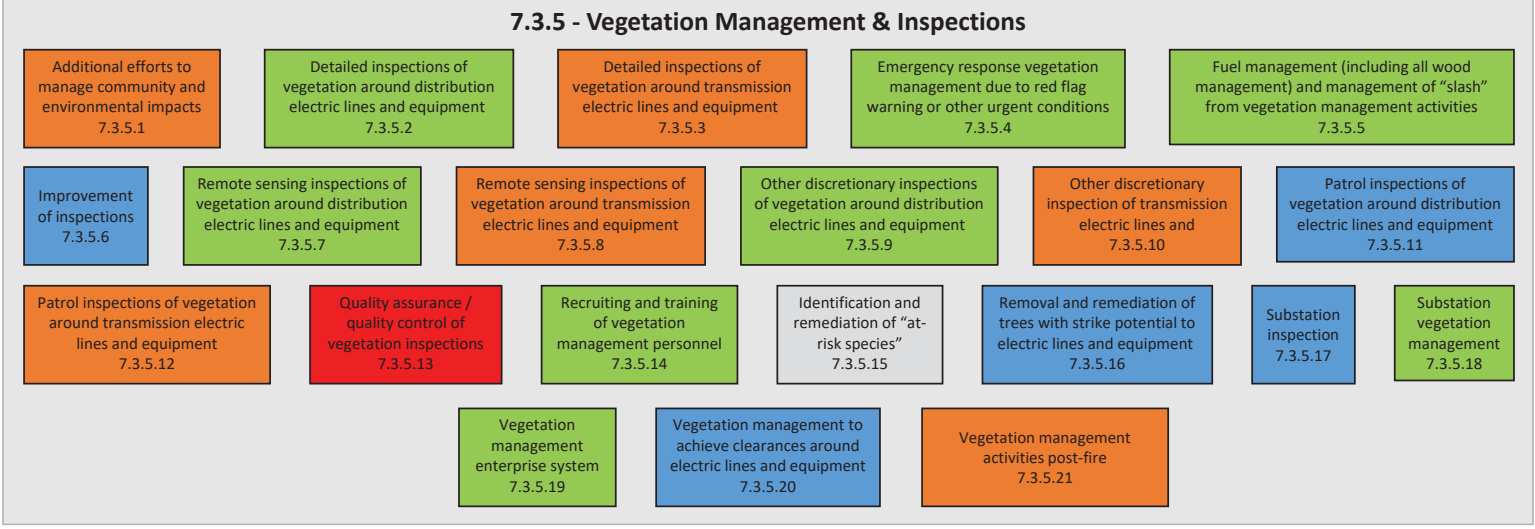 7.3.5 - Vegetation Management & Inspections
Additional efforts to
manage community and
environmental impacts
7.3.5.1
Detailed inspections of
vegetation around distribution
electric lines and equipment
7.3.5.2
Detailed inspections of
vegetation around transmission
electric lines and equipment
7.3.5.3
Emergency response vegetation
management due to red flag
warning or other urgent conditions
7.3.5.4
Fuel management (including all wood
management) and management of “slash”
from vegetation management activities
7.3.5.5
Improvement
of inspections
7.3.5.6
Remote sensing inspections of
vegetation around distribution
electric lines and equipment
7.3.5.7
Remote sensing inspections of
vegetation around transmission
electric lines and equipment
7.3.5.8
Other discretionary inspections
of vegetation around distribution
electric lines and equipment
7.3.5.9
Other discretionary
inspection of transmission
electric lines and
7.3.5.10
Patrol inspections of
vegetation around distribution
electric lines and equipment
7.3.5.11
Patrol inspections of vegetation
around transmission electric
lines and equipment
7.3.5.12
Quality assurance /
quality control of
vegetation inspections
7.3.5.13
Recruiting and training
of vegetation
management personnel
7.3.5.14
Identification and
remediation of “at-
risk species”
7.3.5.15
Removal and remediation of
trees with strike potential to
electric lines and equipment
7.3.5.16
Substation
inspection
7.3.5.17
Substation
vegetation
management
7.3.5.18
Vegetation
management
enterprise system
7.3.5.19
Vegetation management to
achieve clearances around
electric lines and equipment
7.3.5.20
Vegetation management
activities post-fire
7.3.5.21